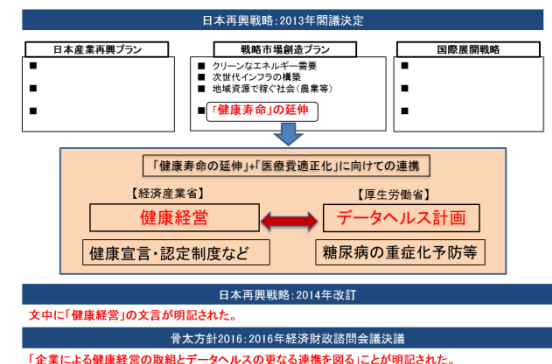 日本再興戦略：2013年閣議決定
日本産業再興プラン
■
■
■
戦略市場創造プラン
■ クリーンなエネルギー需要
■ 次世代インフラの構築
■ 地域資源で稼ぐ社会（農業等）
■ 「健康寿命」の延伸
国際展開戦略
■
■
■
「健康寿命の延伸」+「医療費適正化」に向けての連携
【経済産業省】
健康経営
健康宣言・認定制度など
【厚生労働省】
データヘルス計画
糖尿病の重症化予防等
日本再興戦略：2014年改訂
文中に「健康経営」の文言が明記された。
骨太方針2016：2016年経済財政諮問会議決議
「企業による健康経営の取組とデータヘルスの更なる連携を図る」ことが明記された。